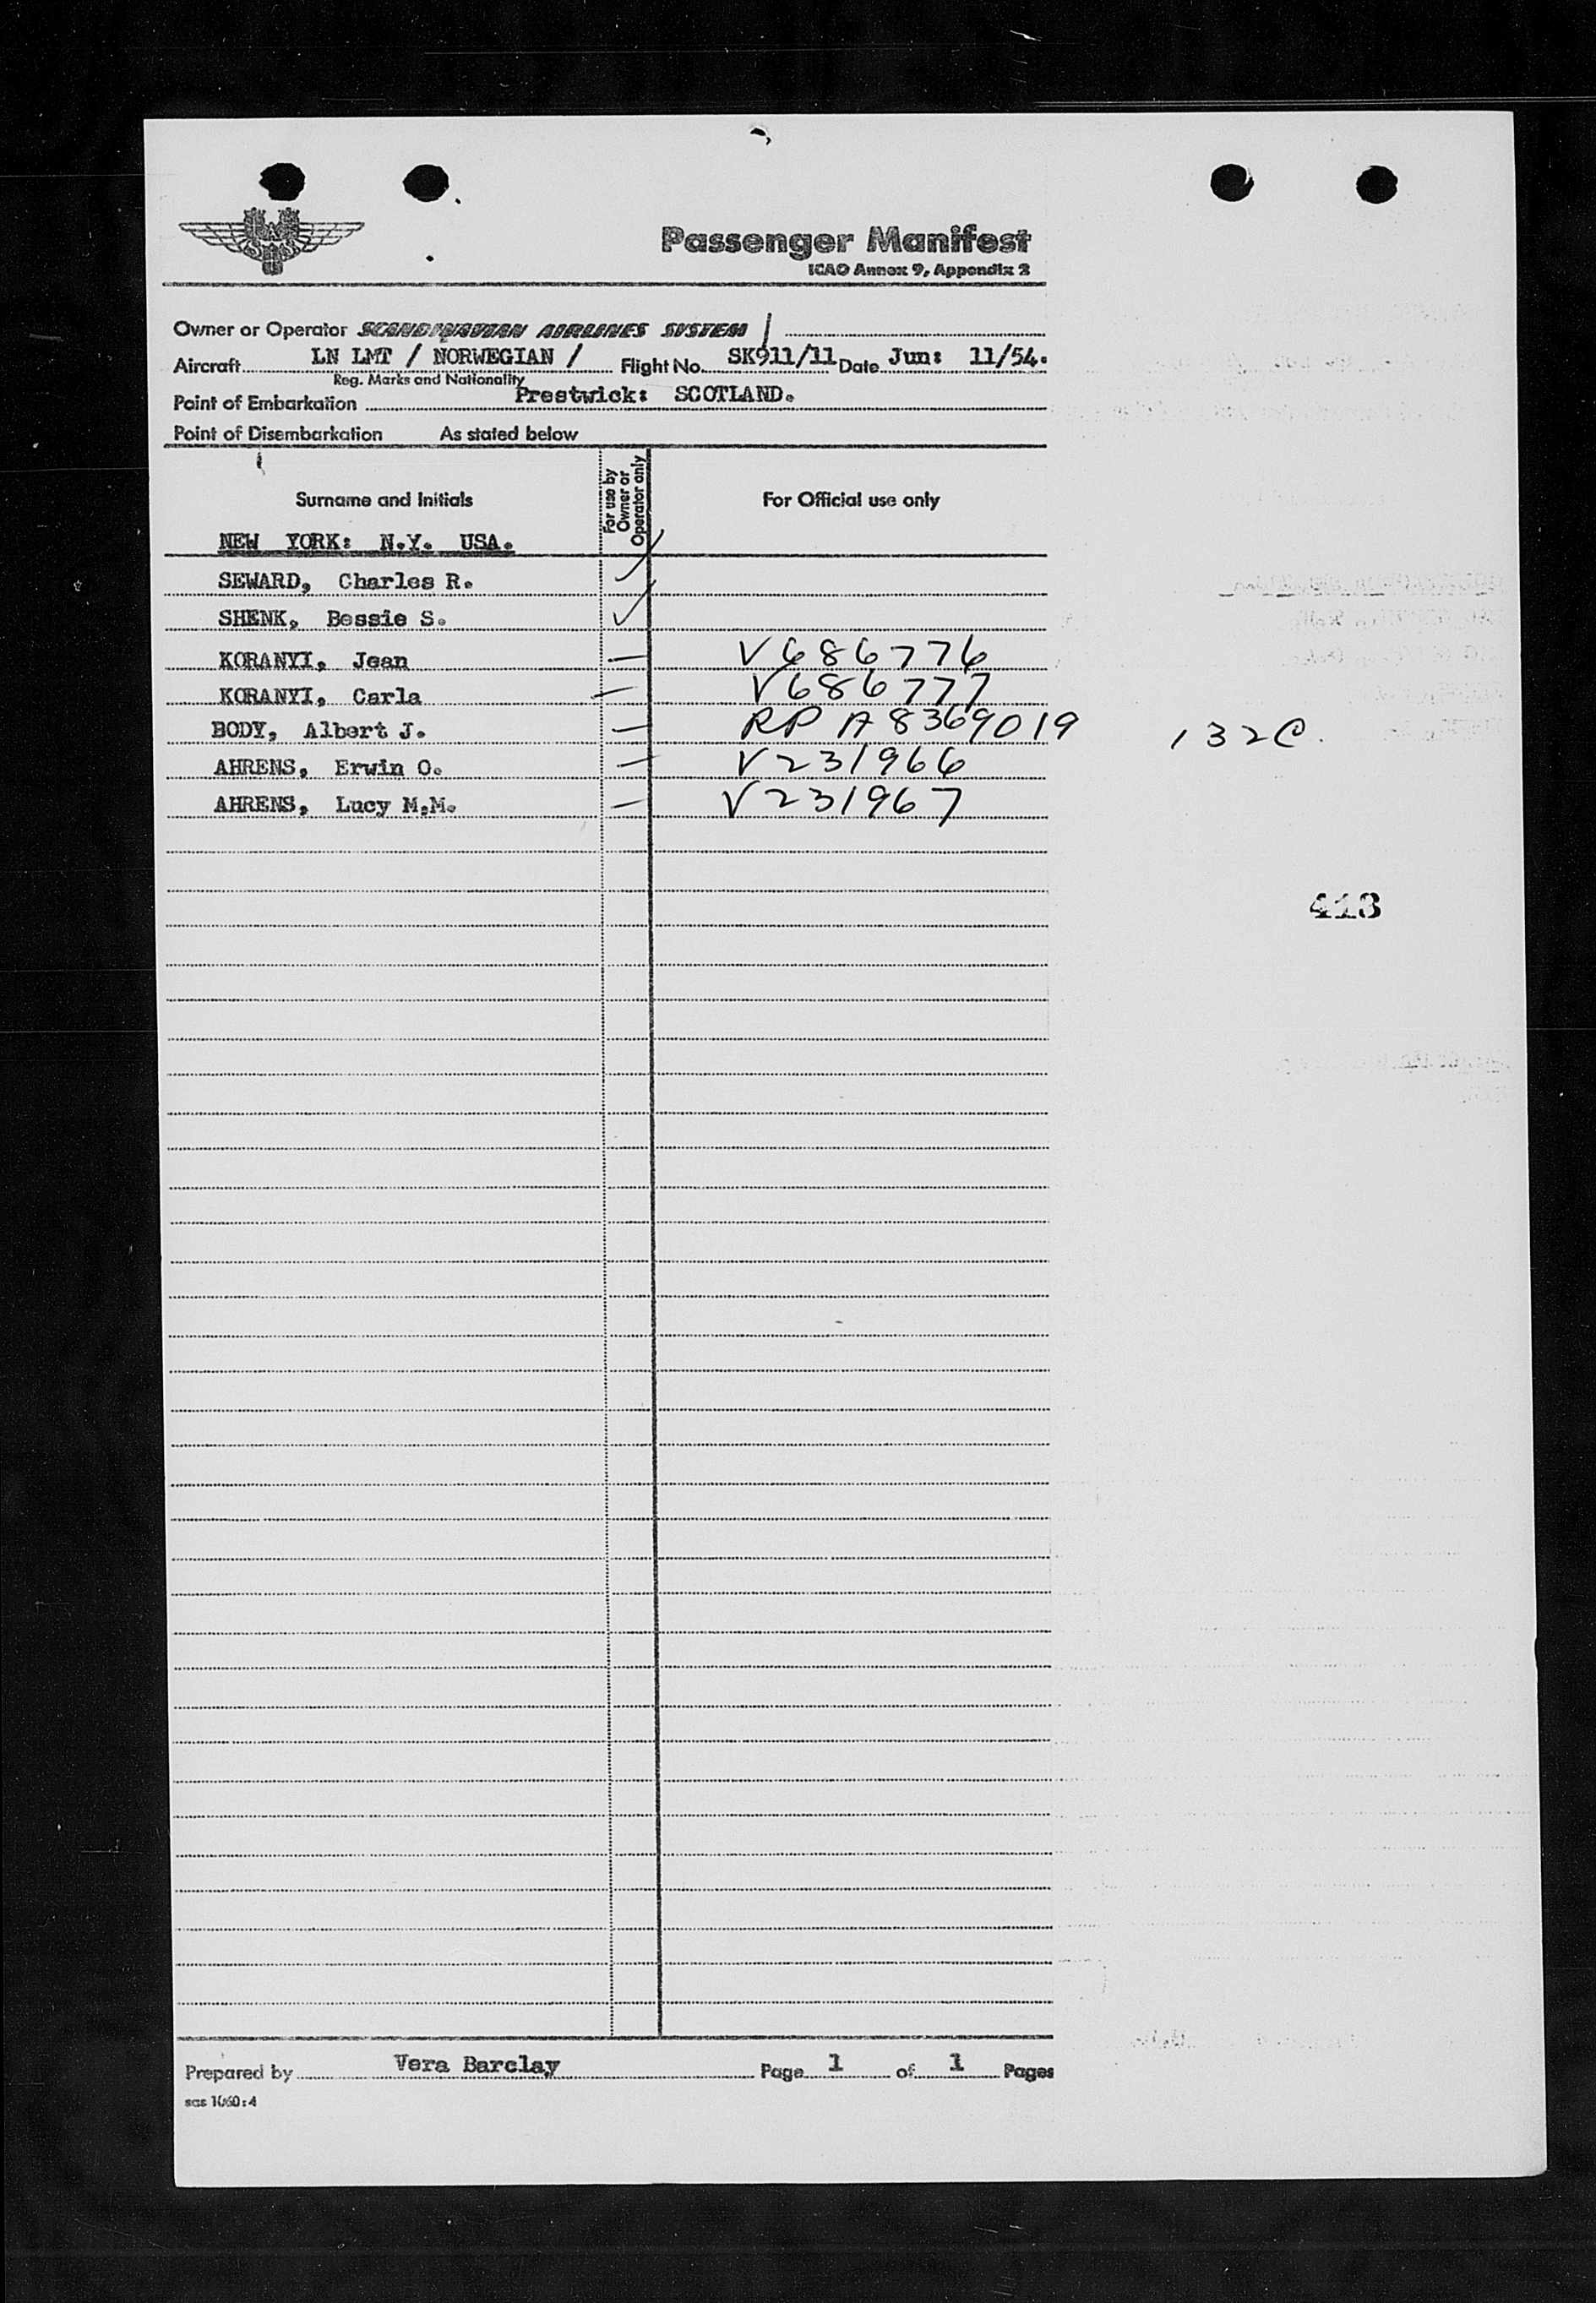 Passenger Manifest
ICAO Annex 9, Appendix 2
Owner or Operator SCANDINAVIAN AIRLINES SYSTEM /
Aircraft LN LMT / NORWEGIAN / Flight No. SK911/11 Date Jun: 11/54.
Reg. Marks and Nationality
Point of Embarkation Prestwick: SCOTLAND.
Point of Disembarkation As stated below
Surname and Initials For use by Owner or Operator only For Official use only
NEW YORK: N.Y. USA.
SEWARD, Charles R.
SHENK, Bessie S.
KORANYI, Jean V686776
KORANYI, Carla V686777
BODY, Albert J. RP A8369019 132C.
AHRENS, Erwin O. V231966
AHRENS, Lucy M.M. V231967
413
Prepared by Vera Barclay Page 1 of 1 Pages
sas 1060:4